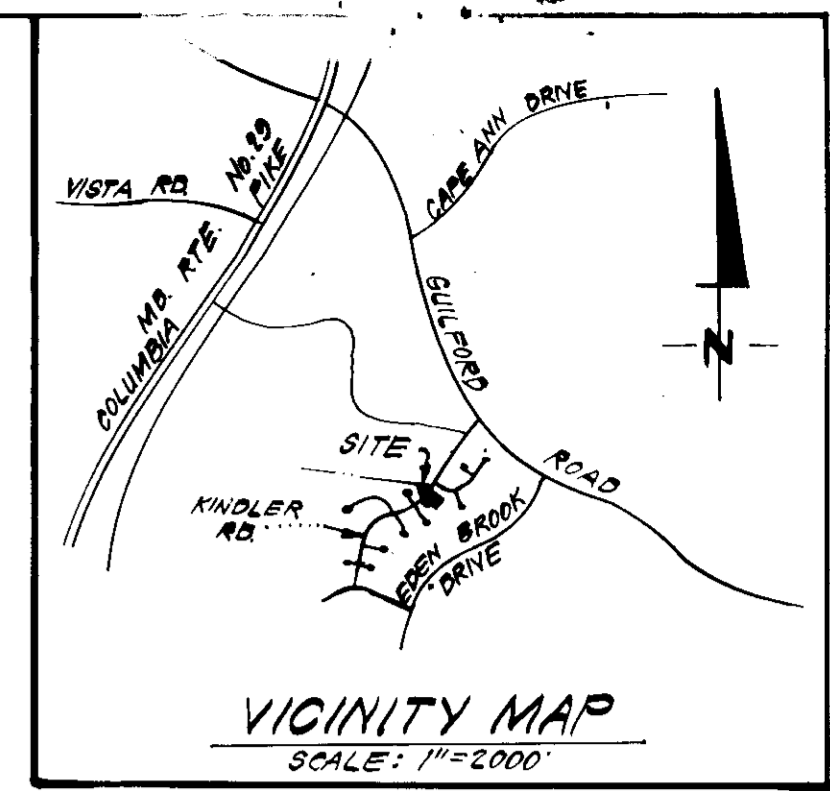 CAPE ANN DRIVE
No. 29
PIKE
VISTA RD.
MD. RTE.
COLUMBIA
GUILFORD
ROAD
N
SITE
KINDLER
RD.
EDEN BROOK
DRIVE
VICINITY MAP
SCALE: 1"=2000'